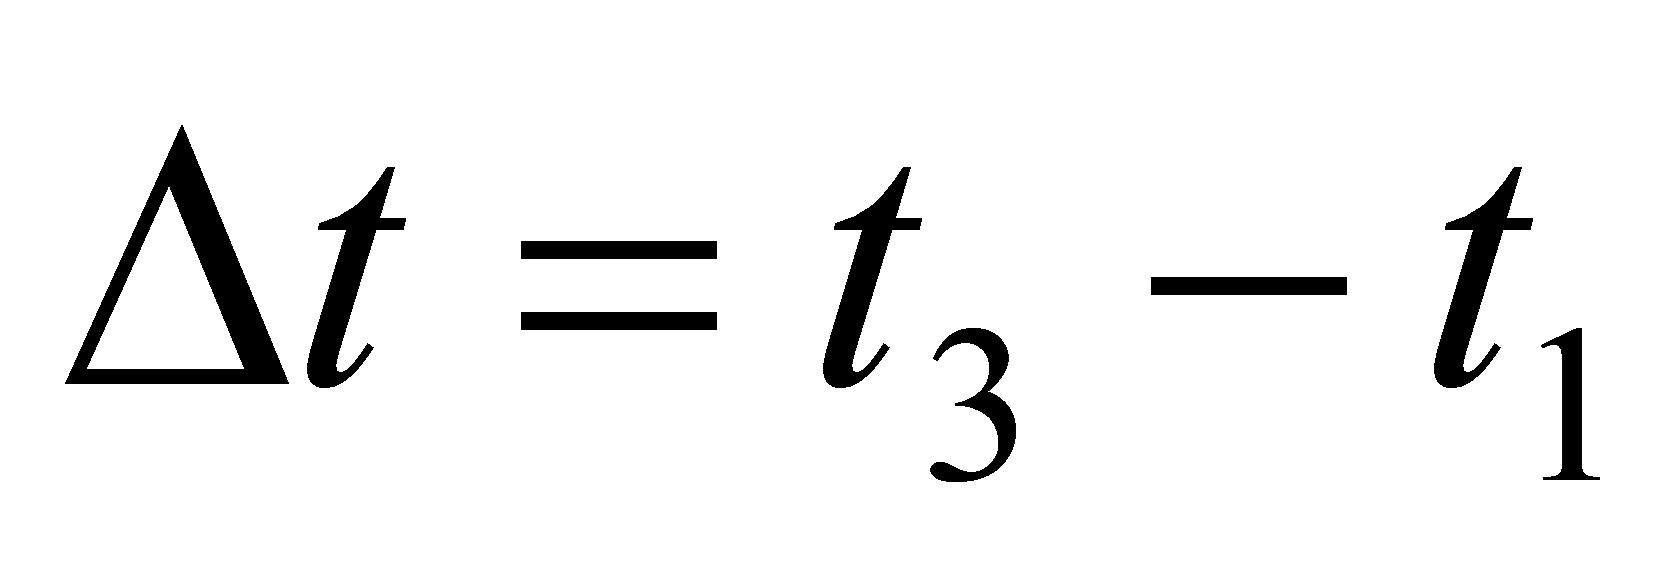 Δt = t₃ − t₁